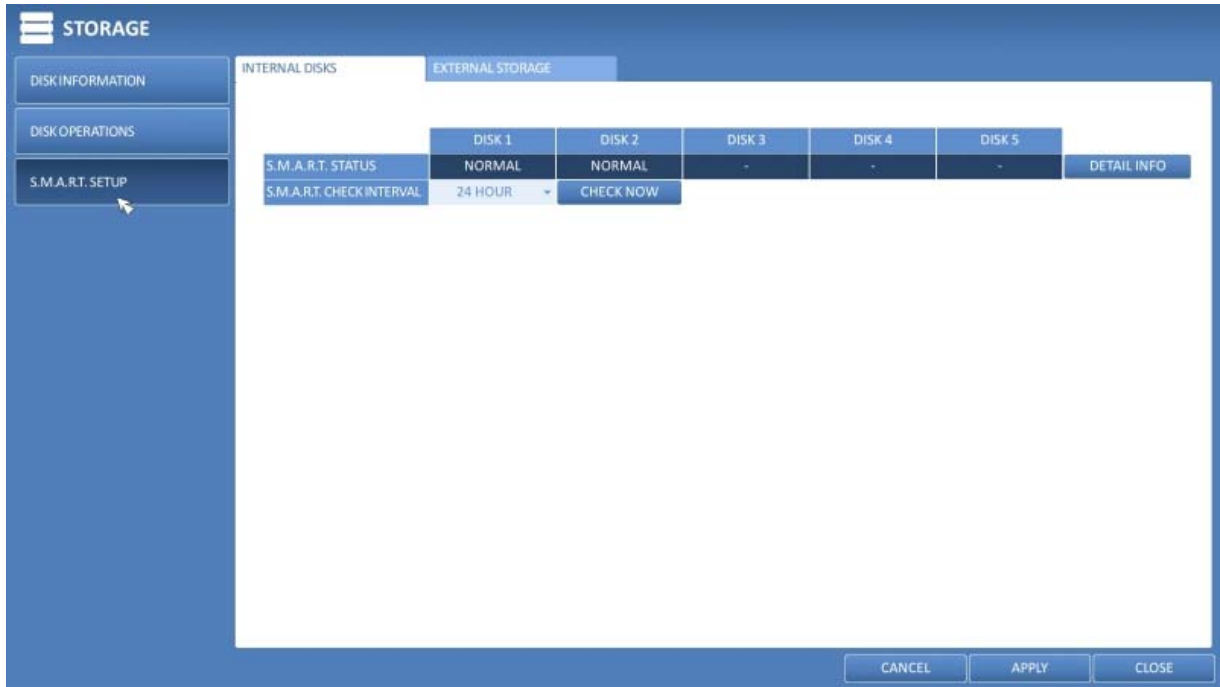 STORAGE
DISK INFORMATION
DISK OPERATIONS
S.M.A.R.T. SETUP
INTERNAL DISKS EXTERNAL STORAGE
DISK 1 DISK 2 DISK 3 DISK 4 DISK 5
S.M.A.R.T. STATUS NORMAL NORMAL - - - DETAIL INFO
S.M.A.R.T. CHECK INTERVAL 24 HOUR CHECK NOW
CANCEL APPLY CLOSE